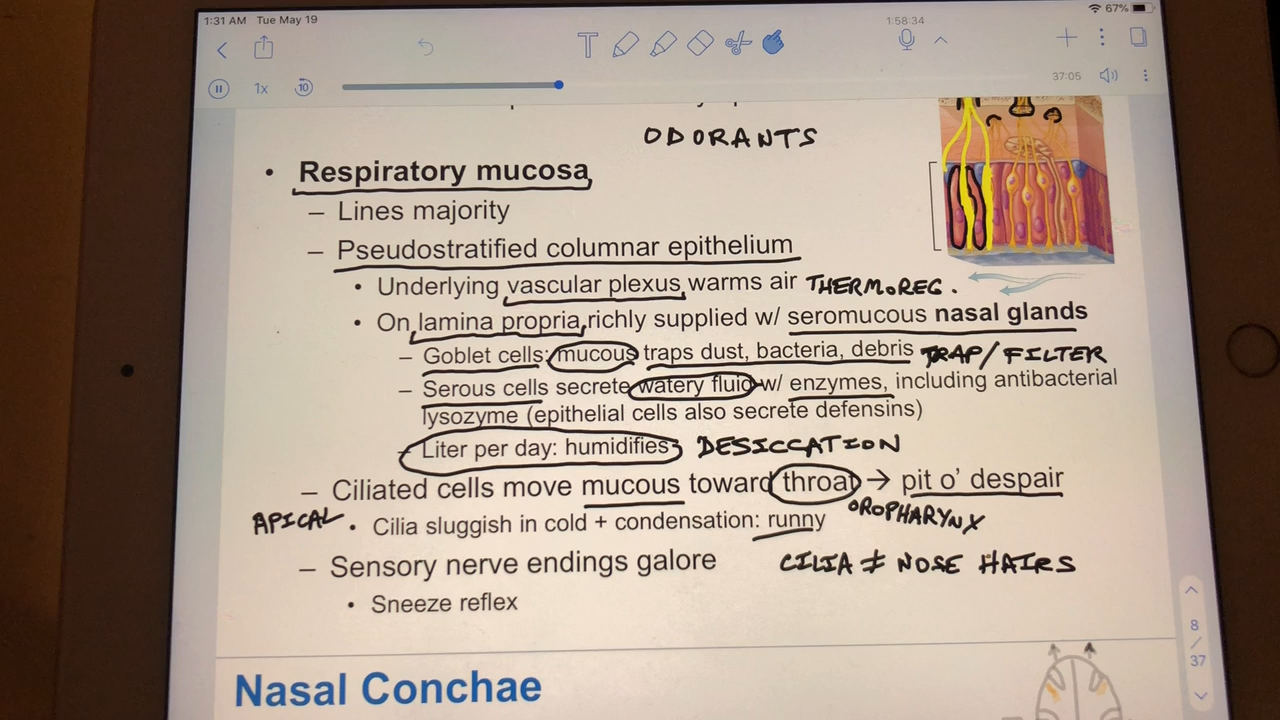 1:31 AM Tue May 19
67%
1:58:34
T
1x
10
37:05
ODORANTS
• Respiratory mucosa
– Lines majority
– Pseudostratified columnar epithelium
• Underlying vascular plexus warms air THERMOREG.
• On lamina propria, richly supplied w/ seromucous nasal glands
– Goblet cells: mucous traps dust, bacteria, debris TRAP/FILTER
– Serous cells secrete watery fluid w/ enzymes, including antibacterial
lysozyme (epithelial cells also secrete defensins)
– Liter per day: humidifies DESICCATION
– Ciliated cells move mucous toward throat → pit o' despair
APICAL • Cilia sluggish in cold + condensation: runny OROPHARYNX
– Sensory nerve endings galore CILIA ≠ NOSE HAIRS
• Sneeze reflex
8
/
37
Nasal Conchae